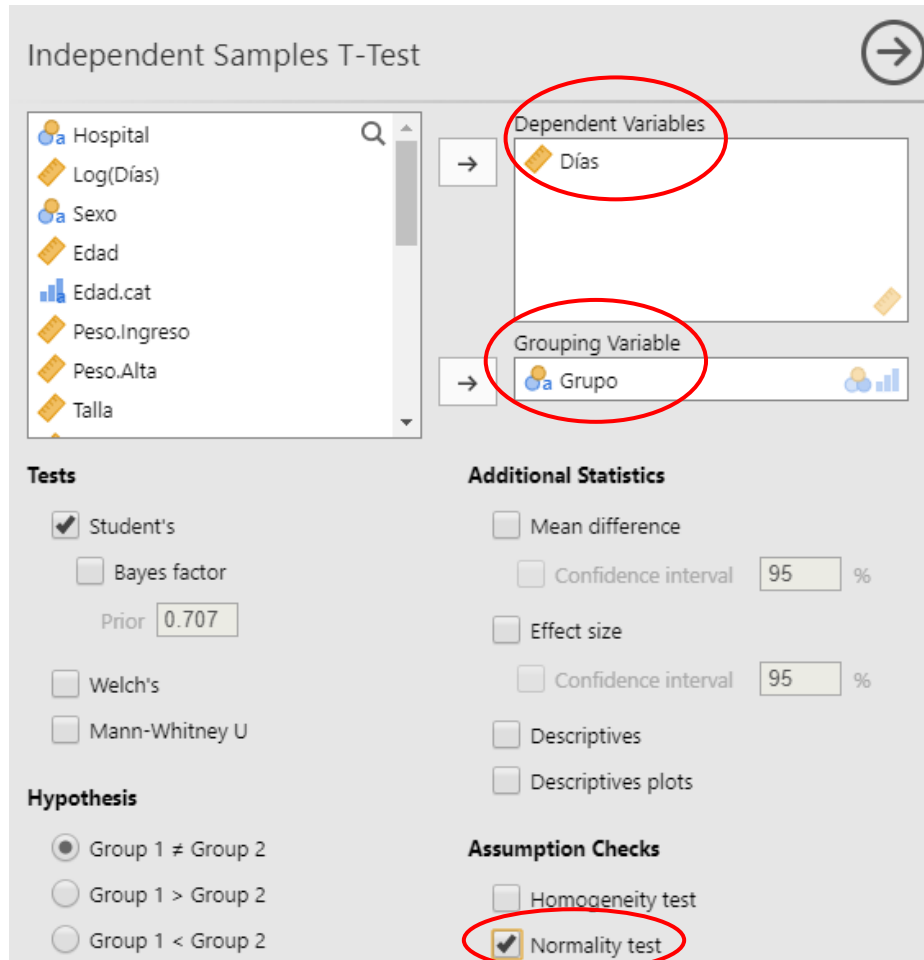 Independent Samples T-Test
Hospital
Log(Días)
Sexo
Edad
Edad.cat
Peso.Ingreso
Peso.Alta
Talla
Dependent Variables
Días
Grouping Variable
Grupo
Tests
Student's
Bayes factor
Prior 0.707
Welch's
Mann-Whitney U
Hypothesis
Group 1 ≠ Group 2
Group 1 > Group 2
Group 1 < Group 2
Additional Statistics
Mean difference
Confidence interval 95 %
Effect size
Confidence interval 95 %
Descriptives
Descriptives plots
Assumption Checks
Homogeneity test
Normality test